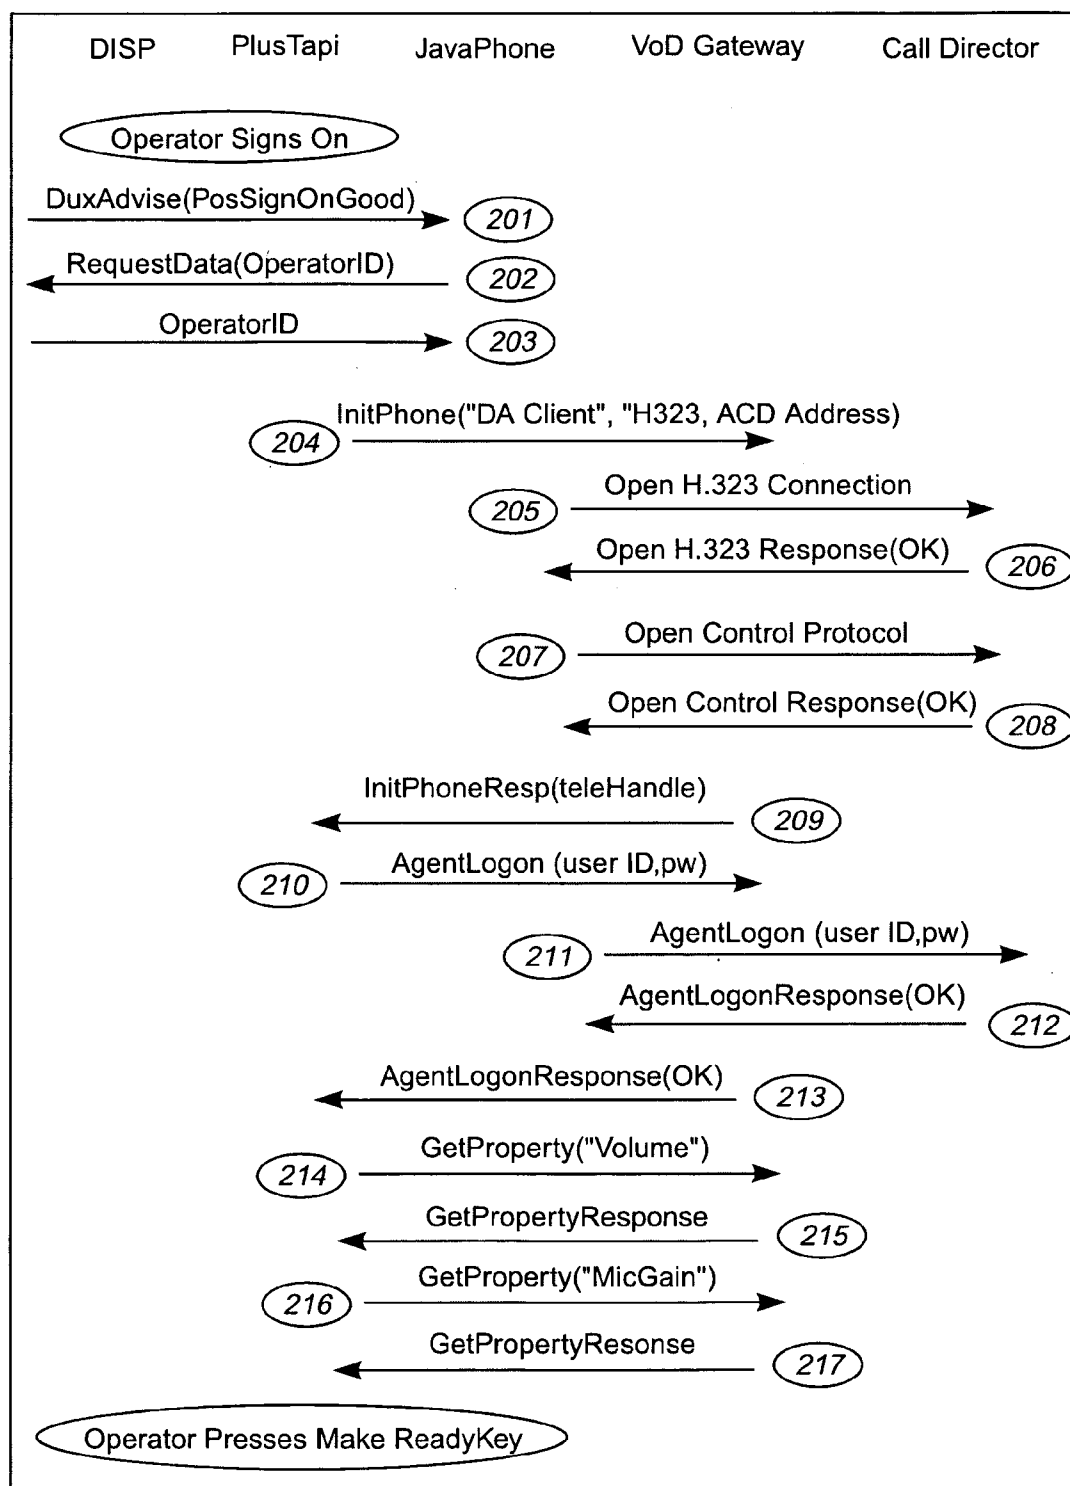 DISP PlusTapi JavaPhone VoD Gateway Call Director
Operator Signs On
DuxAdvise(PosSignOnGood)
201
RequestData(OperatorID)
202
OperatorID
203
InitPhone("DA Client", "H323, ACD Address)
204
Open H.323 Connection
205
Open H.323 Response(OK)
206
Open Control Protocol
207
Open Control Response(OK)
208
InitPhoneResp(teleHandle)
209
AgentLogon (user ID,pw)
210
AgentLogon (user ID,pw)
211
AgentLogonResponse(OK)
212
AgentLogonResponse(OK)
213
GetProperty("Volume")
214
GetPropertyResponse
215
GetProperty("MicGain")
216
GetPropertyResonse
217
Operator Presses Make ReadyKey